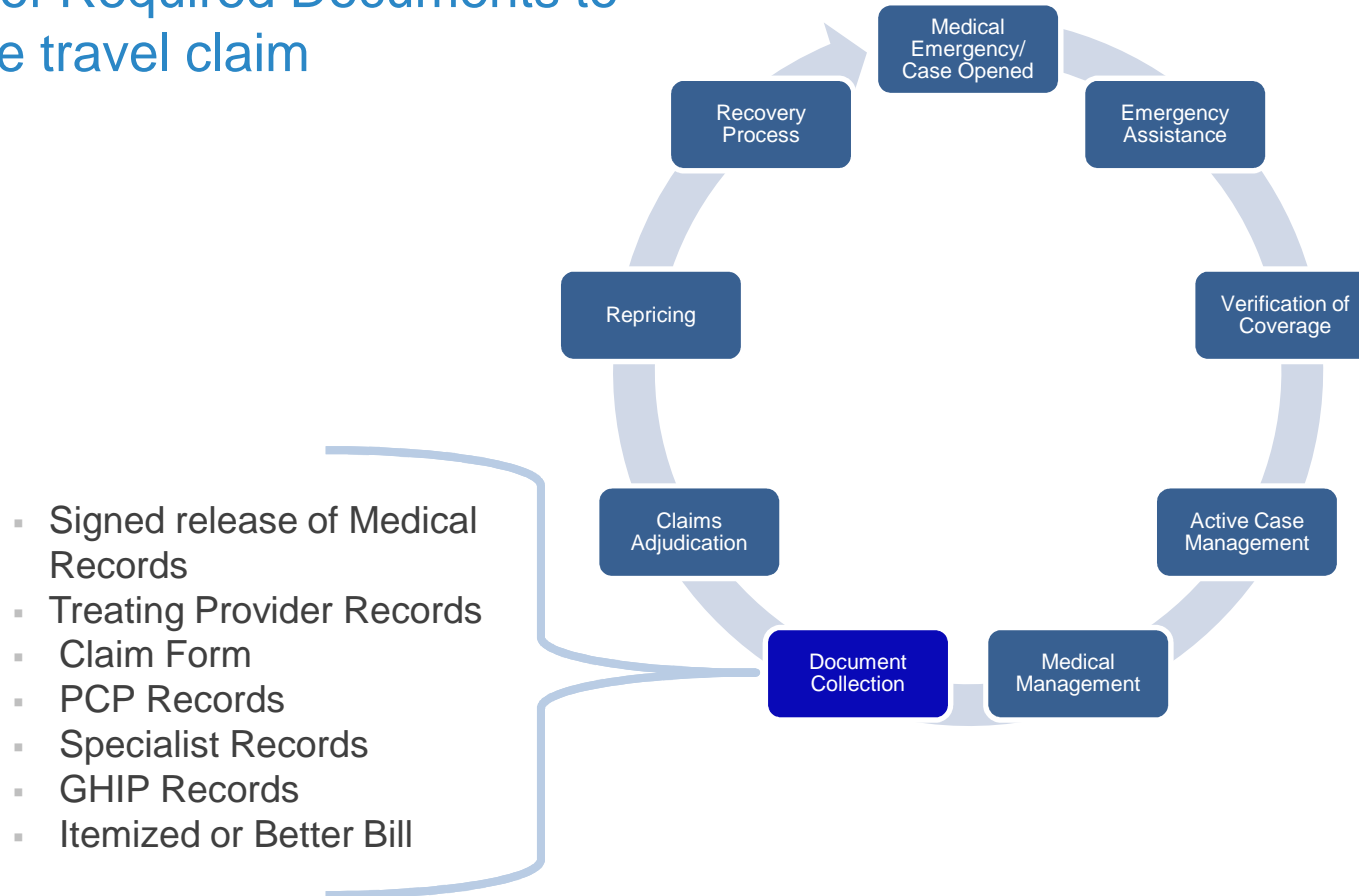 of Required Documents to
e travel claim
Medical
Emergency/
Case Opened
Emergency
Assistance
Verification of
Coverage
Active Case
Management
Medical
Management
Document
Collection
Claims
Adjudication
Repricing
Recovery
Process
Signed release of Medical
Records
Treating Provider Records
Claim Form
PCP Records
Specialist Records
GHIP Records
Itemized or Better Bill